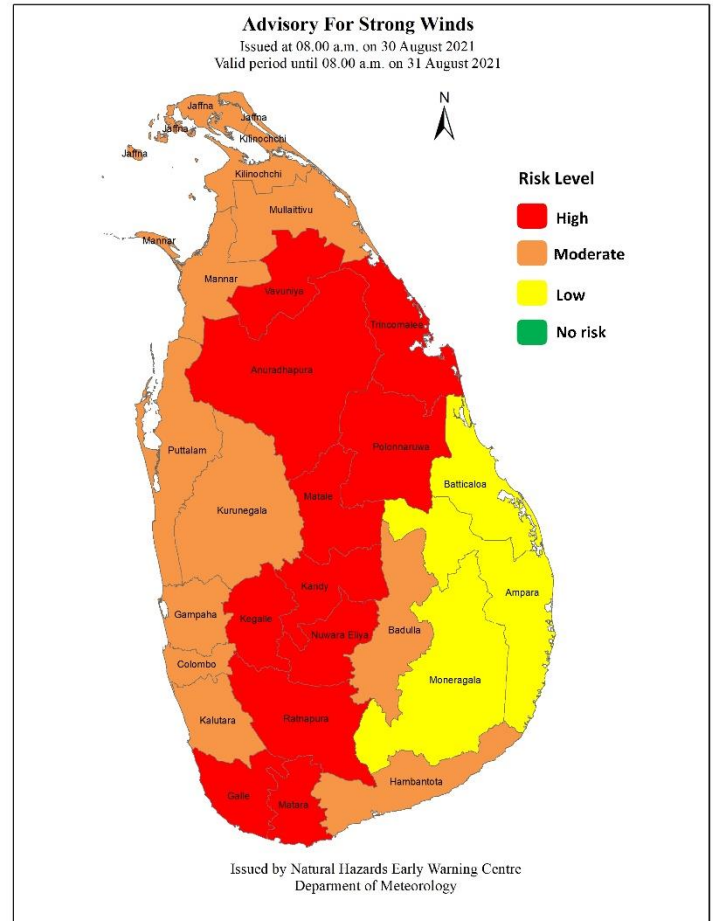 Advisory For Strong Winds
Issued at 08.00 a.m. on 30 August 2021
Valid period until 08.00 a.m. on 31 August 2021
N
Jaffna
Jaffna
Jaffna
Kilinochchi
Jaffna
Kilinochchi
Mullaittivu
Mannar
Mannar
Vavuniya
Trincomalee
Anuradhapura
Polonnaruwa
Puttalam
Batticaloa
Matale
Kurunegala
Kandy
Ampara
Gampaha
Kegalle
Nuwara Eliya
Badulla
Colombo
Moneragala
Kalutara
Ratnapura
Hambantota
Galle
Matara
Risk Level
High
Moderate
Low
No risk
Issued by Natural Hazards Early Warning Centre
Deparment of Meteorology